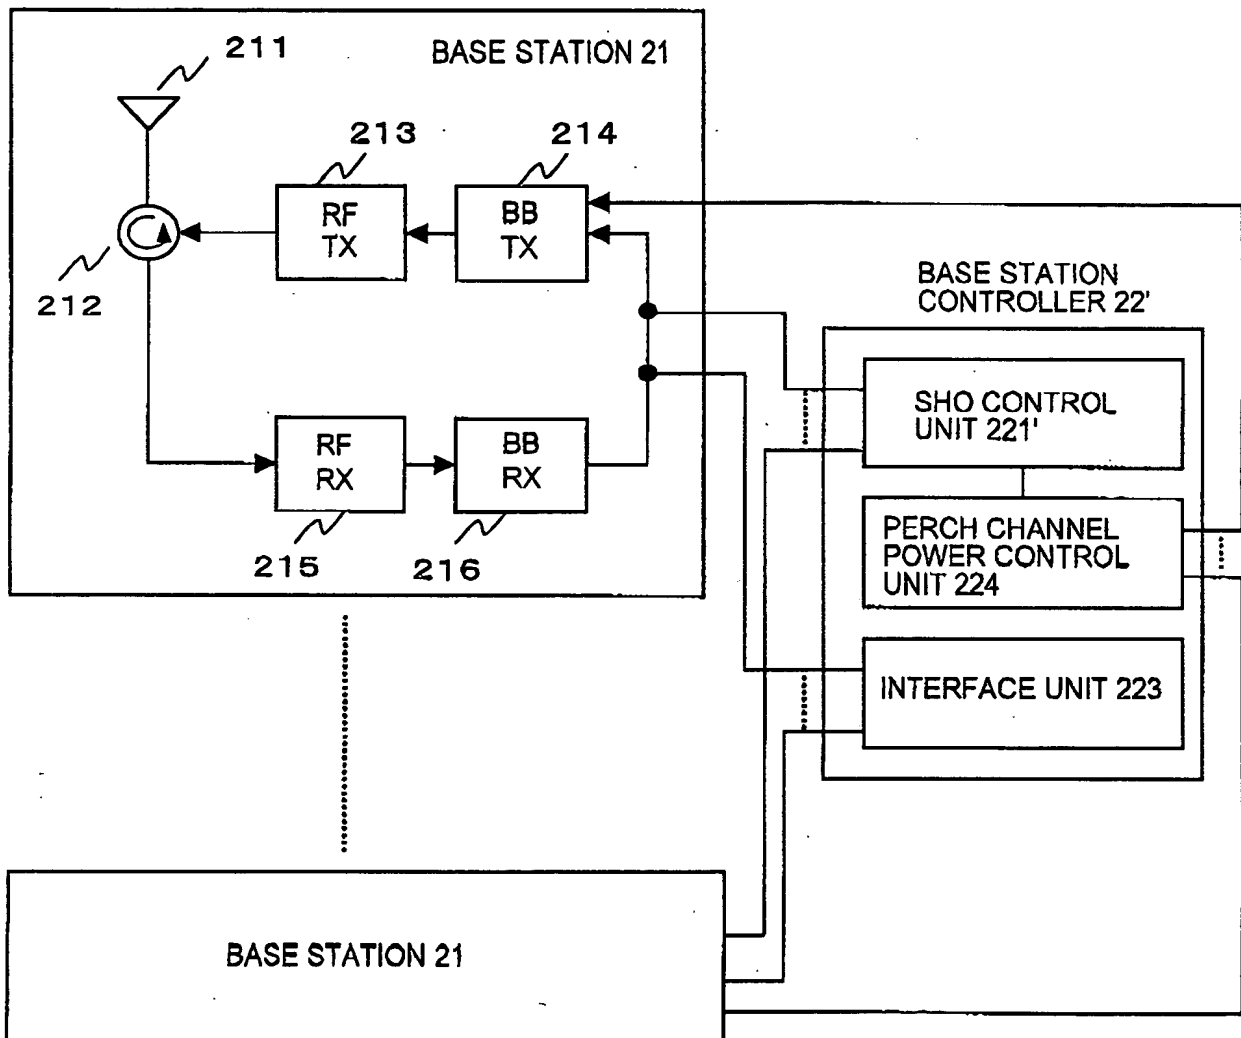 BASE STATION 21
211
213
214
RF
TX
BB
TX
212
RF
RX
BB
RX
215
216
BASE STATION
CONTROLLER 22'
SHO CONTROL
UNIT 221'
PERCH CHANNEL
POWER CONTROL
UNIT 224
INTERFACE UNIT 223
BASE STATION 21